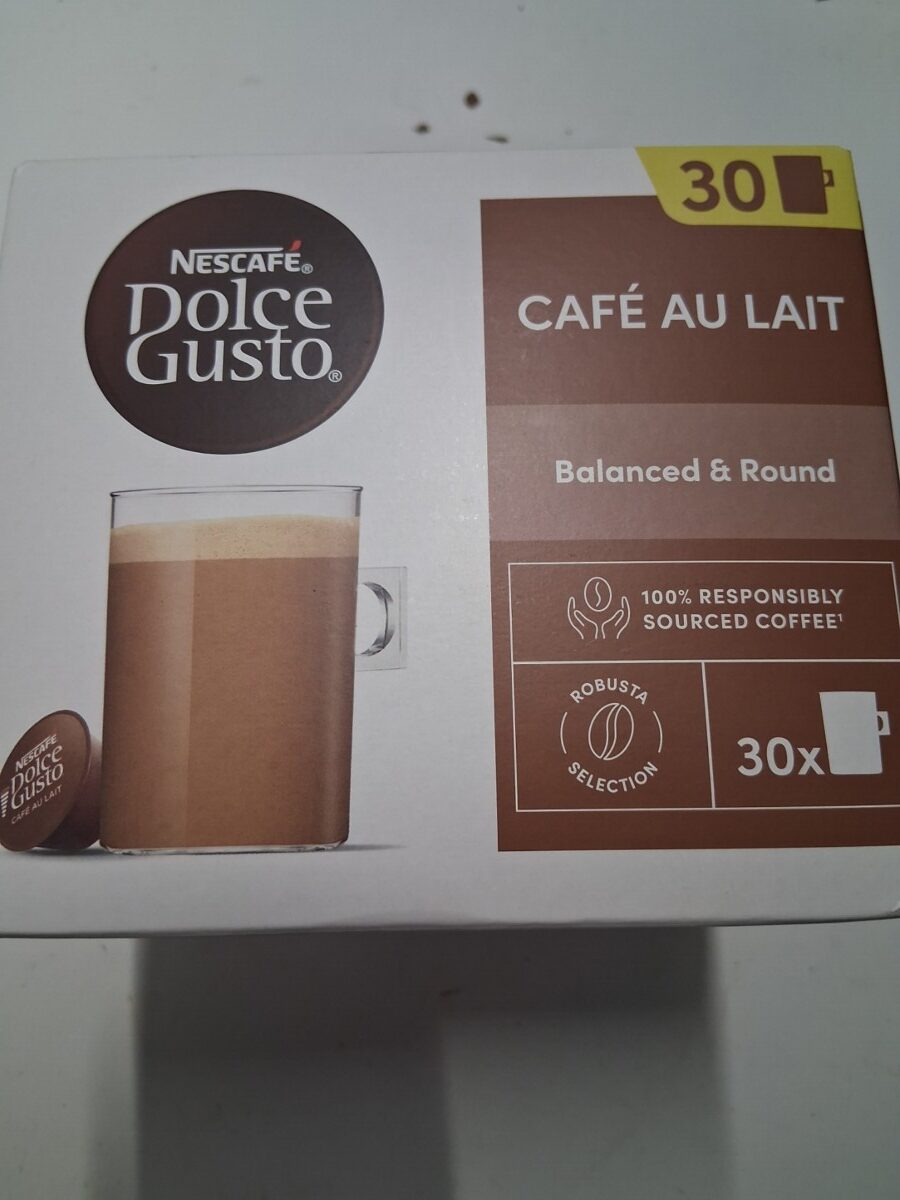 NESCAFÉ®
Dolce
Gusto®
30
CAFÉ AU LAIT
Balanced & Round
100% RESPONSIBLY
SOURCED COFFEE¹
ROBUSTA
SELECTION
30x
NESCAFÉ
Dolce
Gusto
CAFÉ AU LAIT